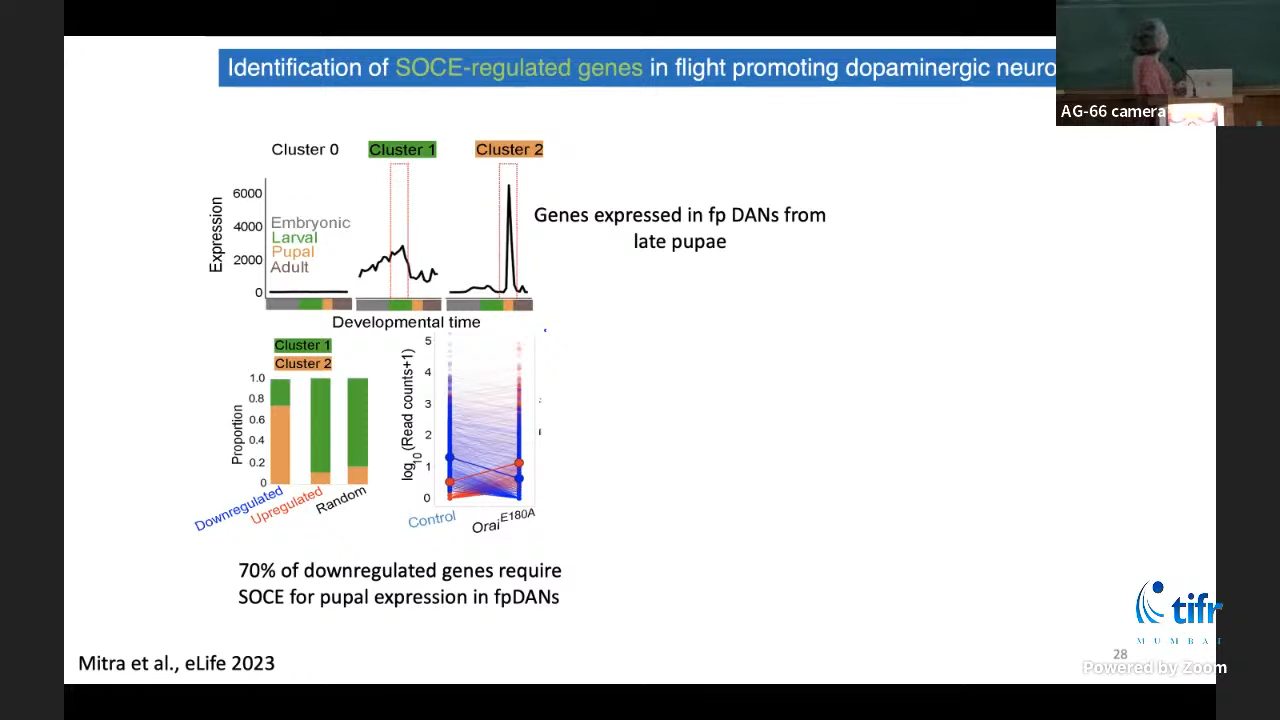 Identification of SOCE-regulated genes in flight promoting dopaminergic neuro
AG-66 camera
Cluster 0
Cluster 1
Cluster 2
Expression
6000
4000
2000
0
Embryonic
Larval
Pupal
Adult
Developmental time
Genes expressed in fp DANs from
late pupae
Cluster 1
Cluster 2
Proportion
1.0
0.8
0.6
0.4
0.2
0
Downregulated
Upregulated
Random
log10(Read counts+1)
5
4
3
2
1
0
Control
OraiE180A
70% of downregulated genes require
SOCE for pupal expression in fpDANs
Mitra et al., eLife 2023
tifr
MUMBAI
28
Powered by Zoom